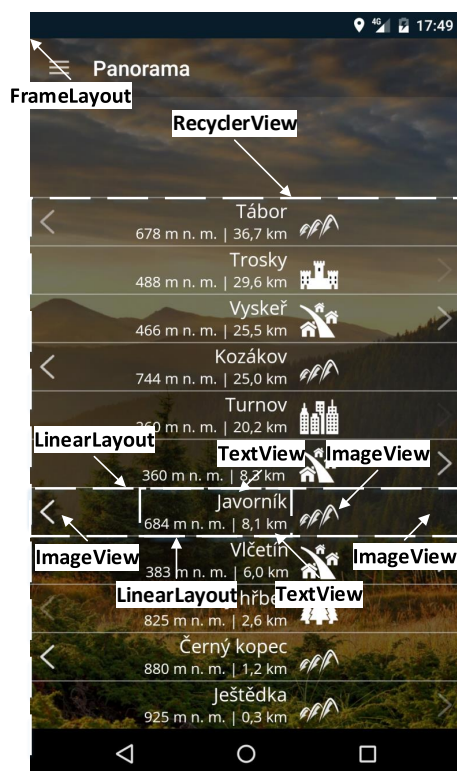 4G 17:49
Panorama
FrameLayout
RecyclerView
Tábor
678 m n. m. | 36,7 km
Trosky
488 m n. m. | 29,6 km
Vyskeř
466 m n. m. | 25,5 km
Kozákov
744 m n. m. | 25,0 km
Turnov
260 m n. m. | 20,2 km
LinearLayout
TextView
ImageView
360 m n. m. | 8,3 km
Javorník
684 m n. m. | 8,1 km
Vlčetín
ImageView
ImageView
383 m n. m. | 6,0 km
LinearLayout
TextView
825 m n. m. | 2,6 km
Černý kopec
880 m n. m. | 1,2 km
Ještědka
925 m n. m. | 0,3 km